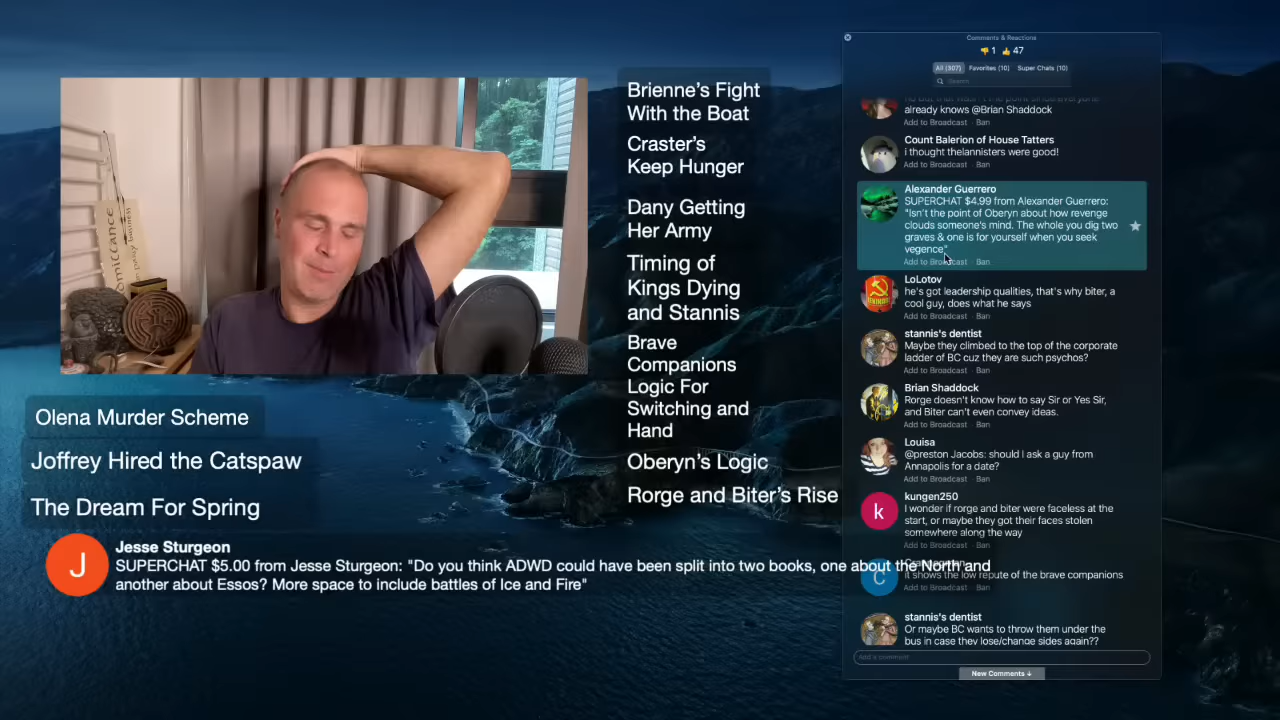 Olena Murder Scheme
Joffrey Hired the Catspaw
The Dream For Spring
Jesse Sturgeon
SUPERCHAT $5.00 from Jesse Sturgeon: "Do you think ADWD could have been split into two books, one about the North and
another about Essos? More space to include battles of Ice and Fire"
J
Brienne's Fight
With the Boat
Craster's
Keep Hunger
Dany Getting
Her Army
Timing of
Kings Dying
and Stannis
Brave
Companions
Logic For
Switching and
Hand
Oberyn's Logic
Rorge and Biter's Rise
Comments & Reactions
1 47
All (307) Favorites (10) Super Chats (10)
Search
already knows @Brian Shaddock
Add to Broadcast Ban
Count Balerion of House Tatters
i thought thelannisters were good!
Add to Broadcast Ban
Alexander Guerrero
SUPERCHAT $4.99 from Alexander Guerrero:
"Isn't the point of Oberyn about how revenge
clouds someone's mind. The whole you dig two
graves & one is for yourself when you seek
vegence"
Add to Broadcast Ban
LoLotov
he's got leadership qualities, that's why biter, a
cool guy, does what he says
Add to Broadcast Ban
stannis's dentist
Maybe they climbed to the top of the corporate
ladder of BC cuz they are such psychos?
Add to Broadcast Ban
Brian Shaddock
Rorge doesn't know how to say Sir or Yes Sir,
and Biter can't even convey ideas.
Add to Broadcast Ban
Louisa
@preston Jacobs: should I ask a guy from
Annapolis for a date?
Add to Broadcast Ban
k
kungen250
I wonder if rorge and biter were faceless at the
start, or maybe they got their faces stolen
somewhere along the way
Add to Broadcast Ban
C
it shows the low repute of the brave companions
Add to Broadcast Ban
stannis's dentist
Or maybe BC wants to throw them under the
bus in case they lose/change sides again??
Add a comment
New Comments ↓